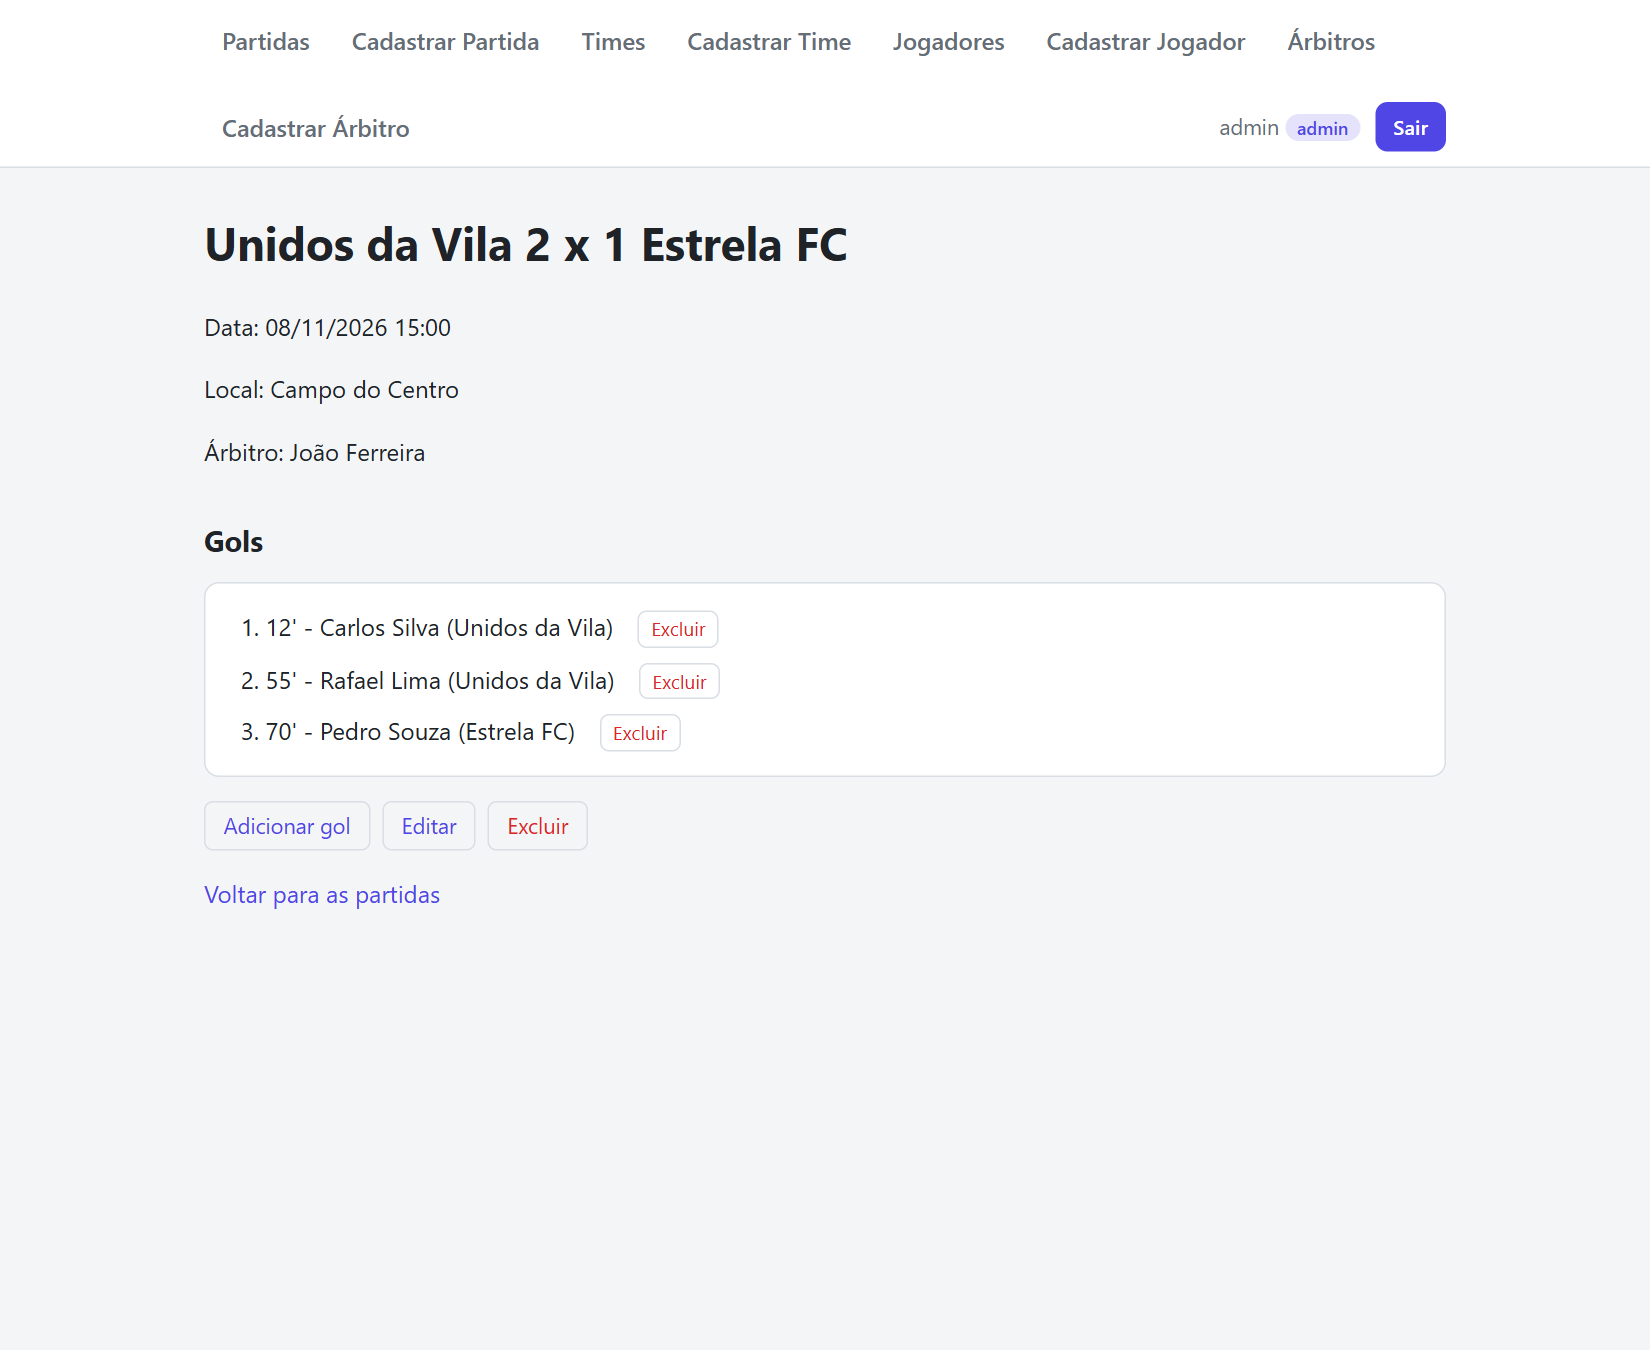 Partidas Cadastrar Partida Times Cadastrar Time Jogadores Cadastrar Jogador Árbitros
Cadastrar Árbitro admin admin Sair
Unidos da Vila 2 x 1 Estrela FC
Data: 08/11/2026 15:00
Local: Campo do Centro
Árbitro: João Ferreira
Gols
1. 12' - Carlos Silva (Unidos da Vila) Excluir
2. 55' - Rafael Lima (Unidos da Vila) Excluir
3. 70' - Pedro Souza (Estrela FC) Excluir
Adicionar gol Editar Excluir
Voltar para as partidas